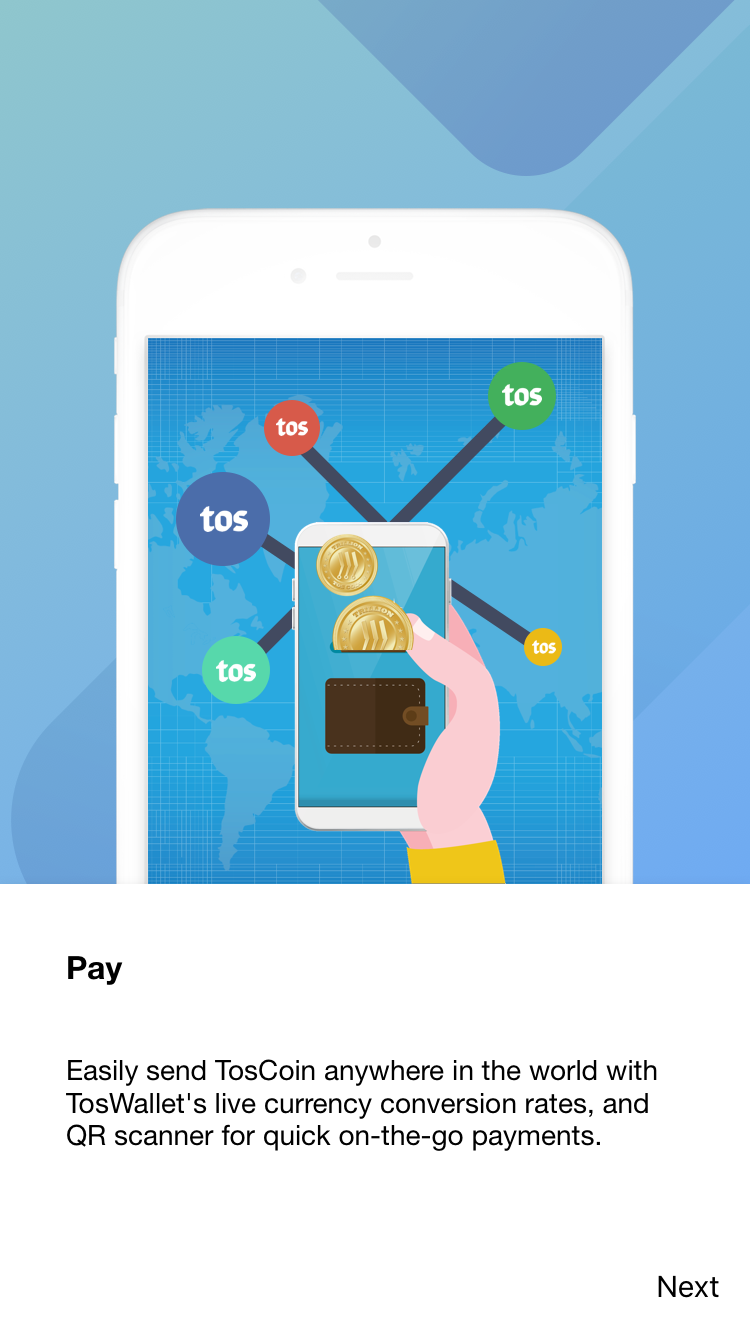 tos
tos
tos
tos
tos
Pay
Easily send TosCoin anywhere in the world with
TosWallet's live currency conversion rates, and
QR scanner for quick on-the-go payments.
Next